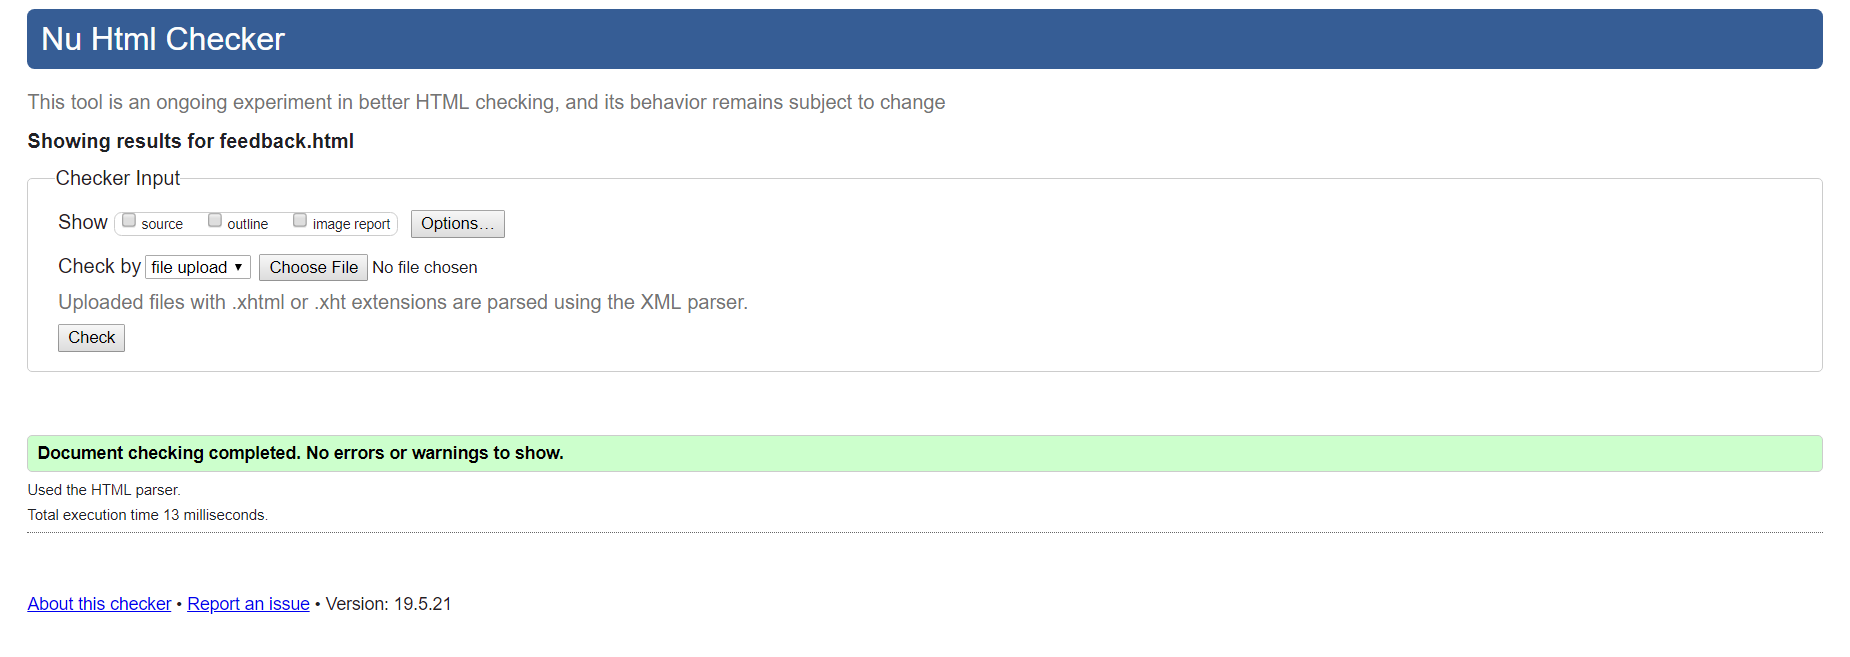 Nu Html Checker
This tool is an ongoing experiment in better HTML checking, and its behavior remains subject to change
Showing results for feedback.html
Checker Input
Show source outline image report Options...
Check by file upload ▼ Choose File No file chosen
Uploaded files with .xhtml or .xht extensions are parsed using the XML parser.
Check
Document checking completed. No errors or warnings to show.
Used the HTML parser.
Total execution time 13 milliseconds.
About this checker • Report an issue • Version: 19.5.21